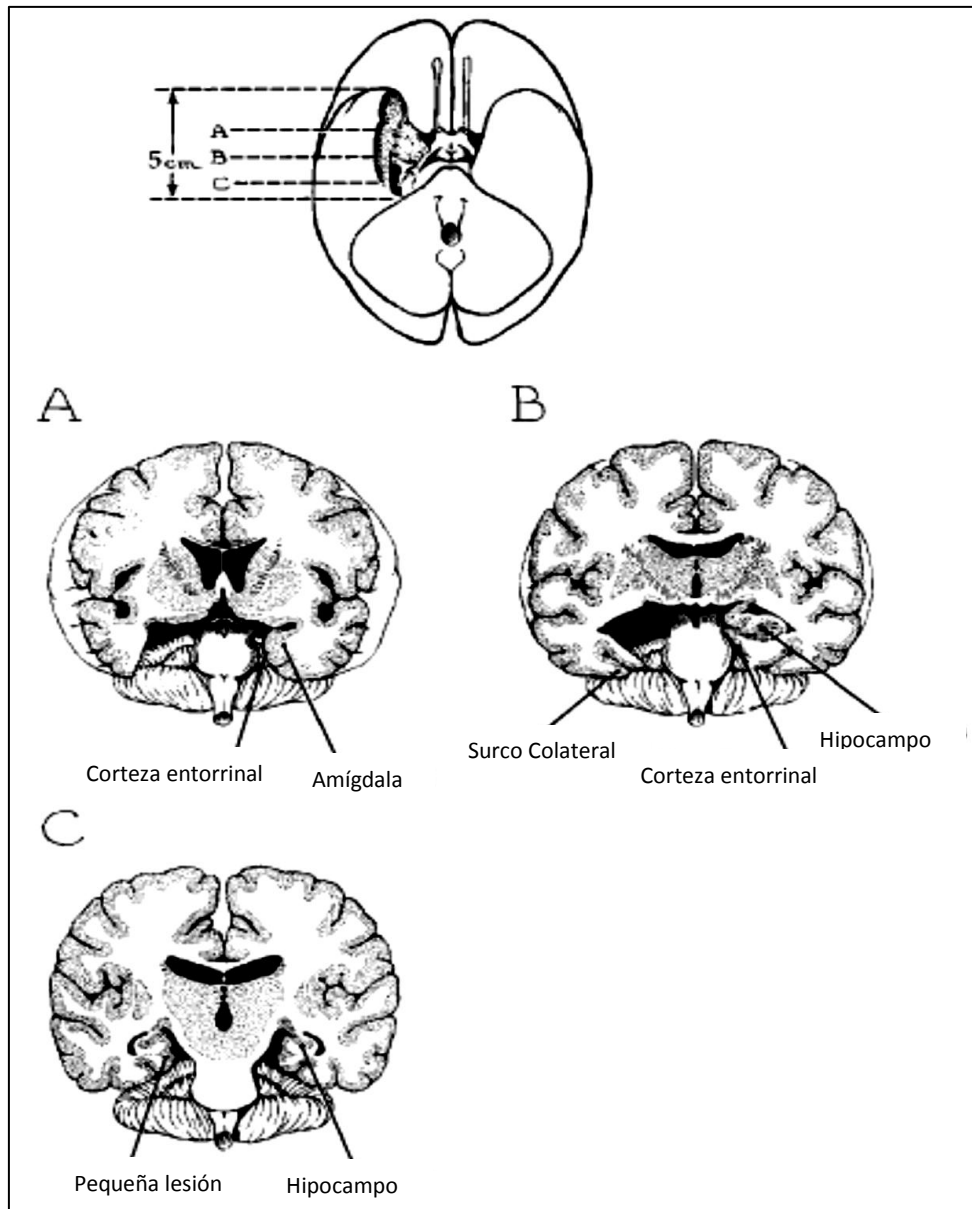 A
5cm
B
C
A
B
Corteza entorrinal
Amígdala
Surco Colateral
Hipocampo
Corteza entorrinal
C
Pequeña lesión
Hipocampo